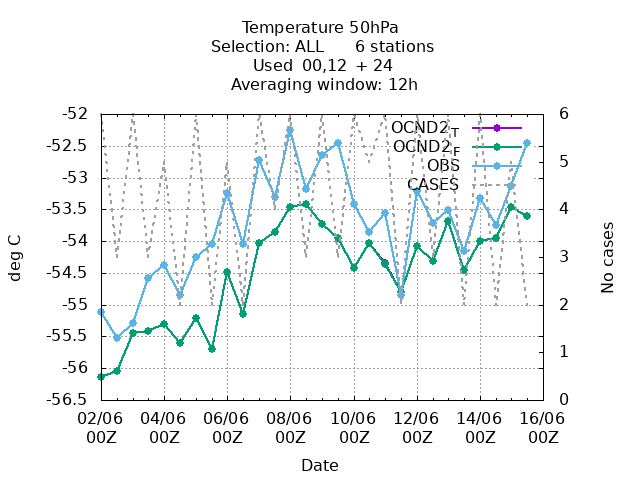 Temperature 50hPa
Selection: ALL 6 stations
Used 00,12 + 24
Averaging window: 12h
OCND2T
OCND2F
OBS
CASES
deg C
-52
-52.5
-53
-53.5
-54
-54.5
-55
-55.5
-56
-56.5
6
5
4
3
2
1
0
No cases
02/06 04/06 06/06 08/06 10/06 12/06 14/06 16/06
00Z 00Z 00Z 00Z 00Z 00Z 00Z 00Z
Date